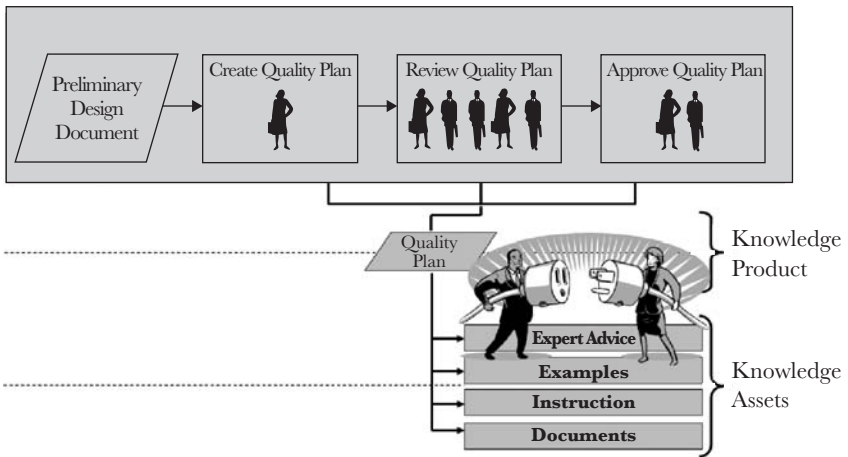 Preliminary
Design
Document
Create Quality Plan
Review Quality Plan
Approve Quality Plan
Quality
Plan
Knowledge
Product
Expert Advice
Examples
Instruction
Documents
Knowledge
Assets